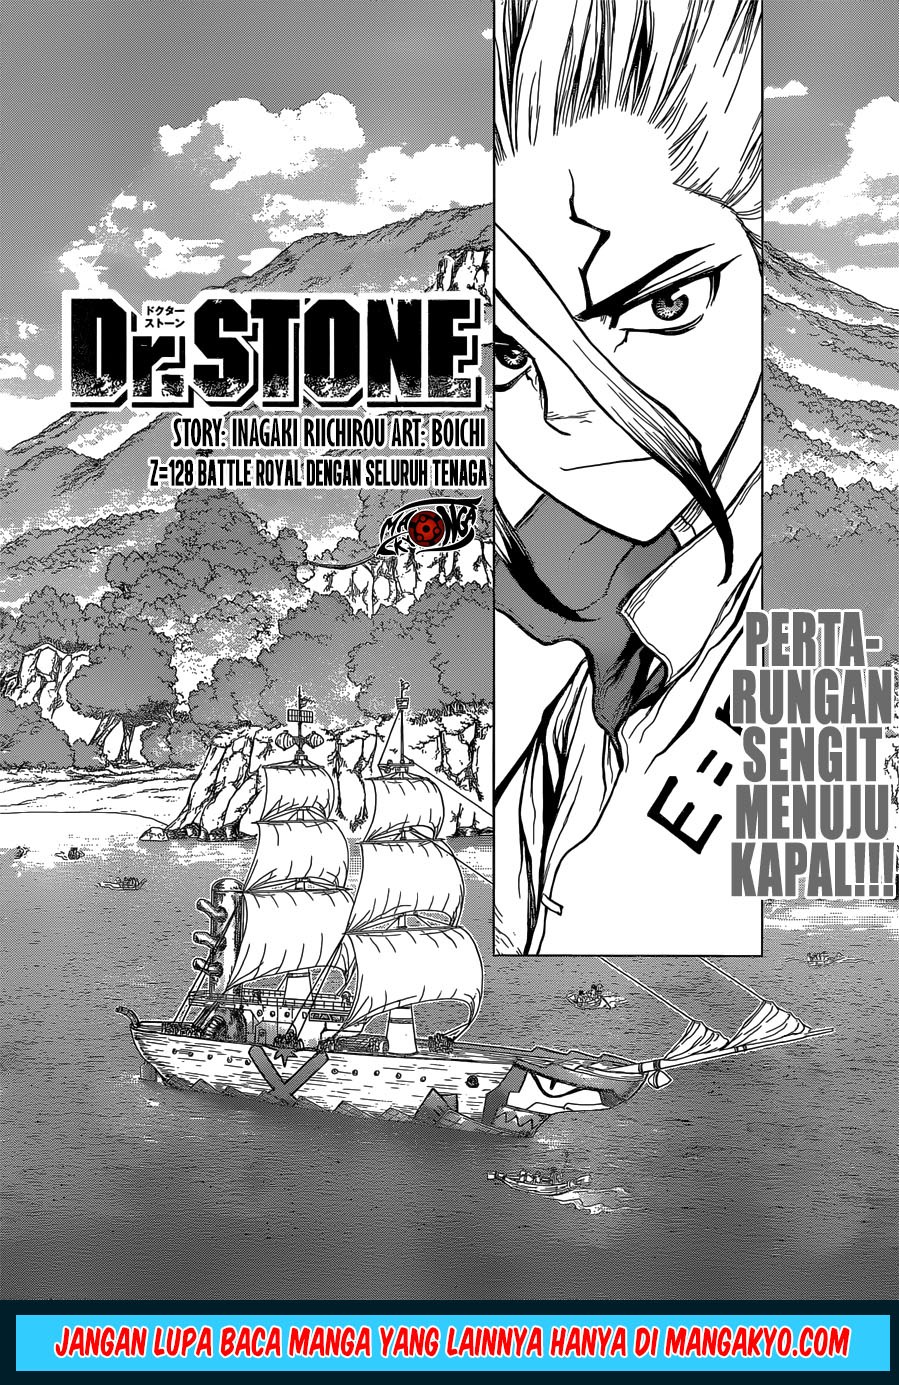 ドクター
ストーン
Dr.STONE
STORY: INAGAKI RIICHIROU ART: BOICHI
Z=128 BATTLE ROYAL DENGAN SELURUH TENAGA
PERTA-
RUNGAN
SENGIT
MENUJU
KAPAL!!!
JANGAN LUPA BACA MANGA YANG LAINNYA HANYA DI MANGAKYO.COM